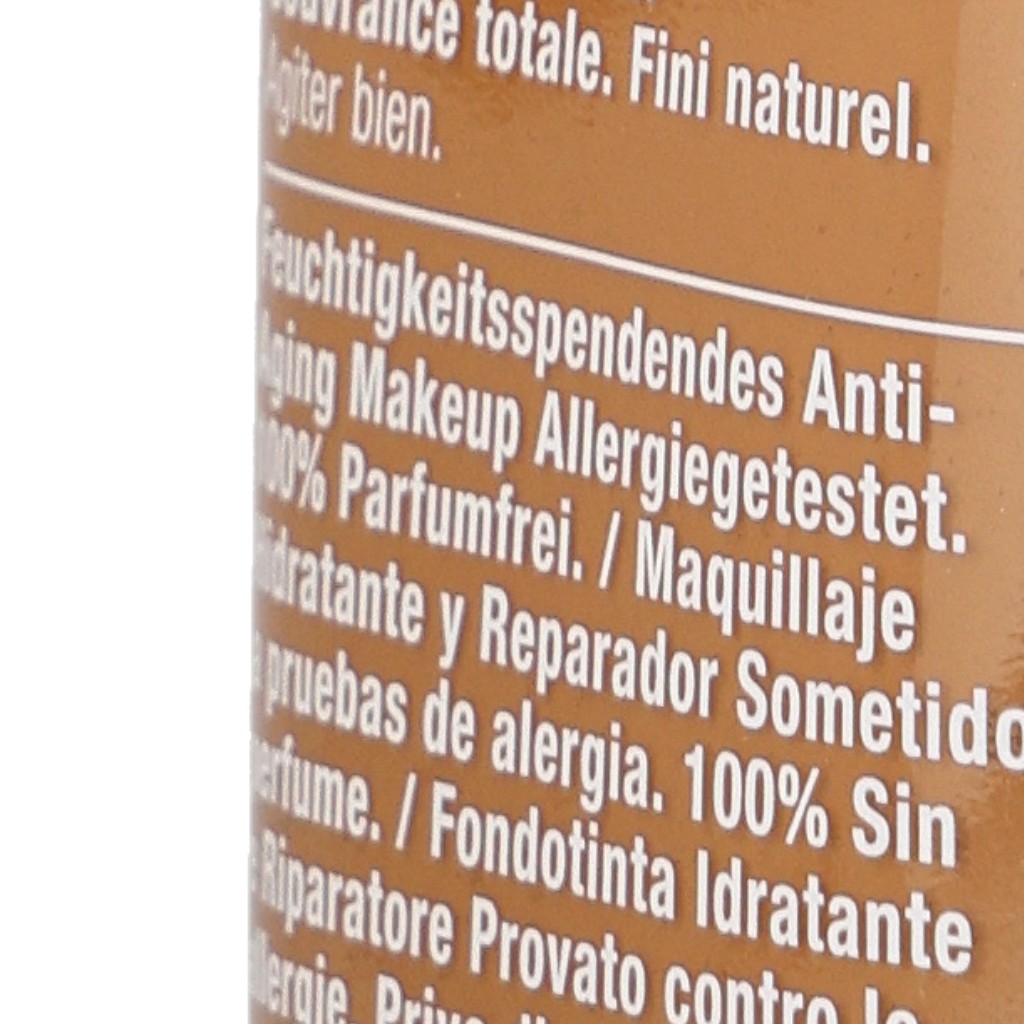 totale. Fini naturel.
Agiter bien.
Feuchtigkeitsspendendes Anti-
Aging Makeup Allergiegetestet.
100% Parfumfrei. / Maquillaje
Hidratante y Reparador Sometido
pruebas de alergia. 100% Sin
perfume. / Fondotinta Idratante
e Riparatore Provato contro le
allergie.